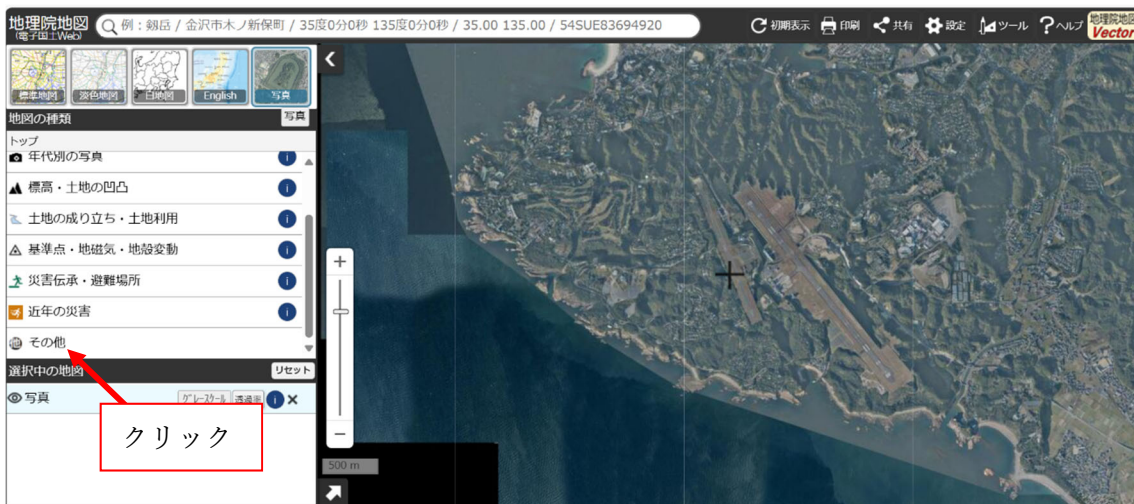 地理院地図
(電子国土Web)
例：剱岳 / 金沢市木ノ新保町 / 35度0分0秒 135度0分0秒 / 35.00 135.00 / 54SUE83694920
初期表示
印刷
共有
設定
ツール
ヘルプ
地理院地図
Vector
標準地図
淡色地図
白地図
English
写真
地図の種類
写真
トップ
年代別の写真
標高・土地の凹凸
土地の成り立ち・土地利用
基準点・地磁気・地殻変動
災害伝承・避難場所
近年の災害
その他
選択中の地図
リセット
写真
グレースケール
透過率
クリック
500 m